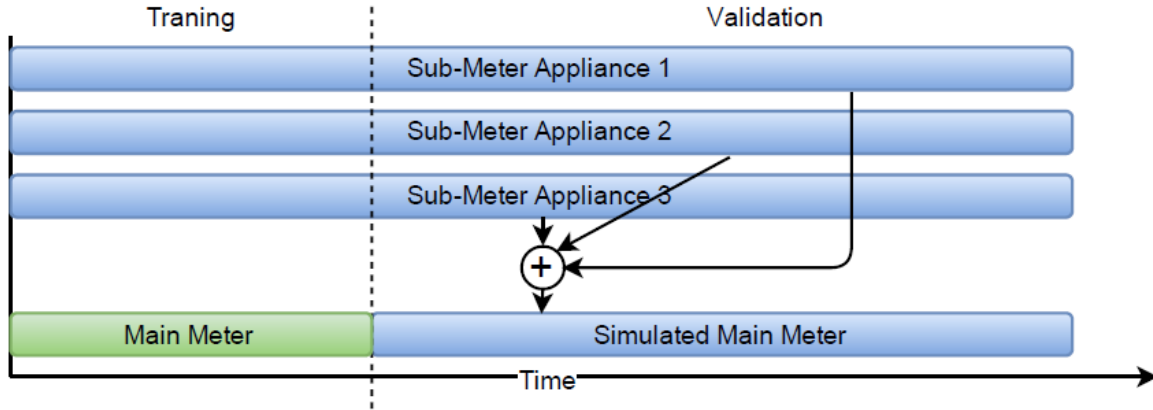 Traning
Validation
Sub-Meter Appliance 1
Sub-Meter Appliance 2
Sub-Meter Appliance 3
+
Main Meter
Simulated Main Meter
Time